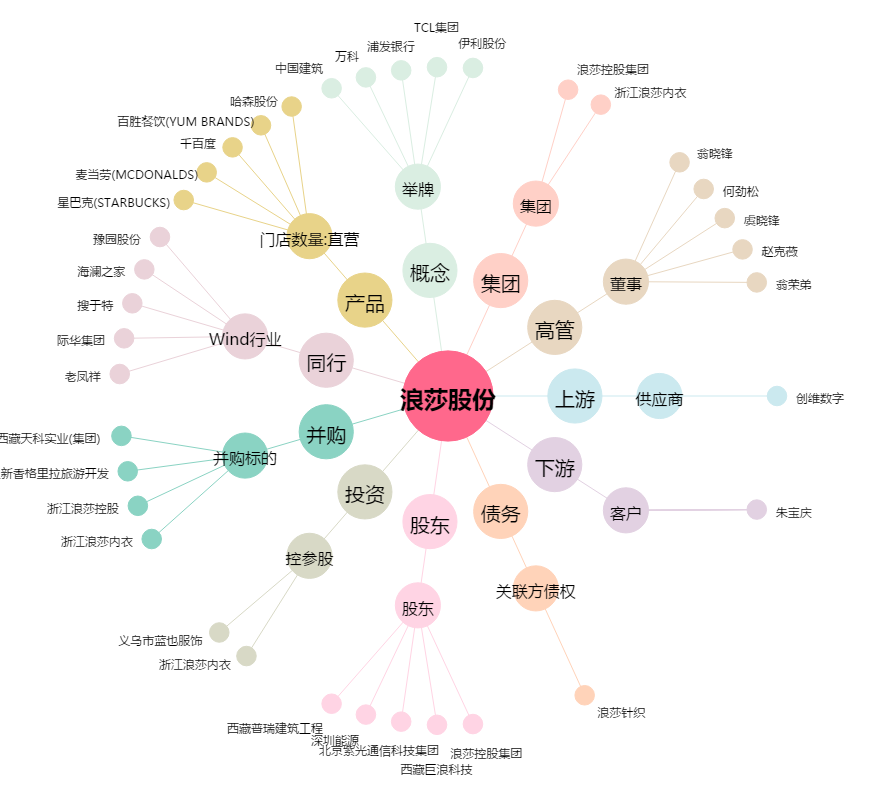 TCL集团
伊利股份
浦发银行
万科
中国建筑
浪莎控股集团
浙江浪莎内衣
哈森股份
百胜餐饮(YUM BRANDS)
千百度
麦当劳(MCDONALDS)
星巴克(STARBUCKS)
举牌
集团
翁晓锋
何劲松
虞晓锋
赵克薇
翁荣弟
豫园股份
海澜之家
搜于特
际华集团
老凤祥
门店数量:直营
概念
集团
董事
产品
高管
Wind行业
同行
浪莎股份
上游
供应商
创维数字
西藏天科实业(集团)
新香格里拉旅游开发
浙江浪莎控股
浙江浪莎内衣
并购标的
并购
下游
客户
朱宝庆
投资
股东
债务
控参股
关联方债权
股东
义乌市蓝也服饰
浙江浪莎内衣
浪莎针织
西藏普瑞建筑工程
深圳能源
北京紫光通信科技集团
浪莎控股集团
西藏巨浪科技